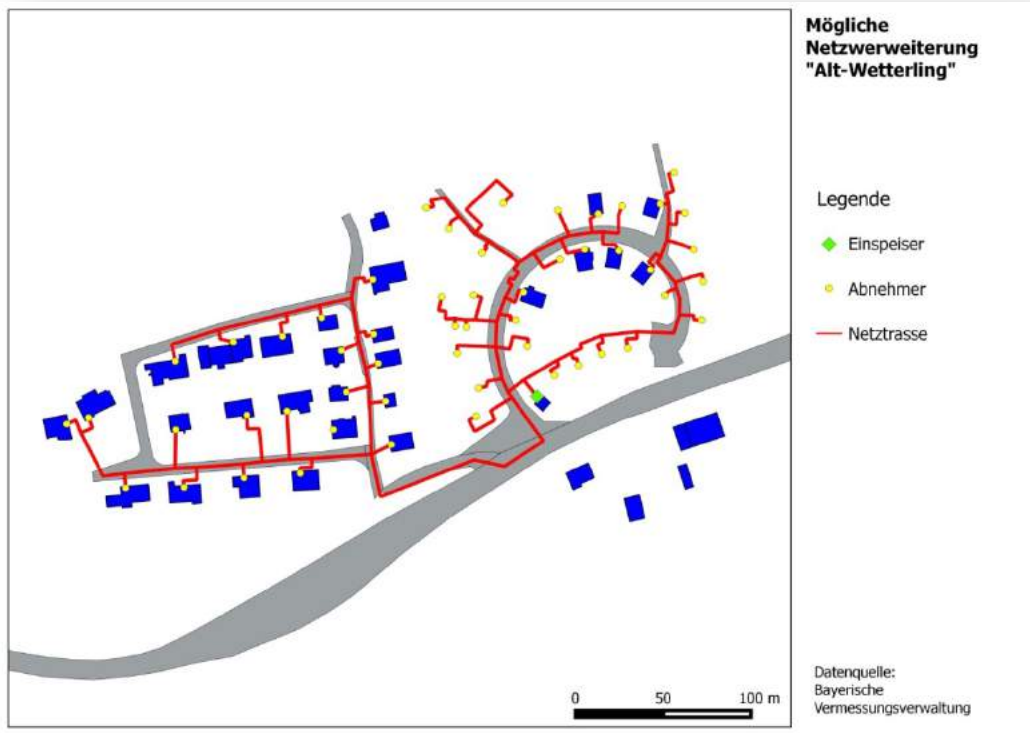 Mögliche
Netzwerweiterung
"Alt-Wetterling"
Legende
Einspeiser
Abnehmer
Netztrasse
0 50 100 m
Datenquelle:
Bayerische
Vermessungsverwaltung